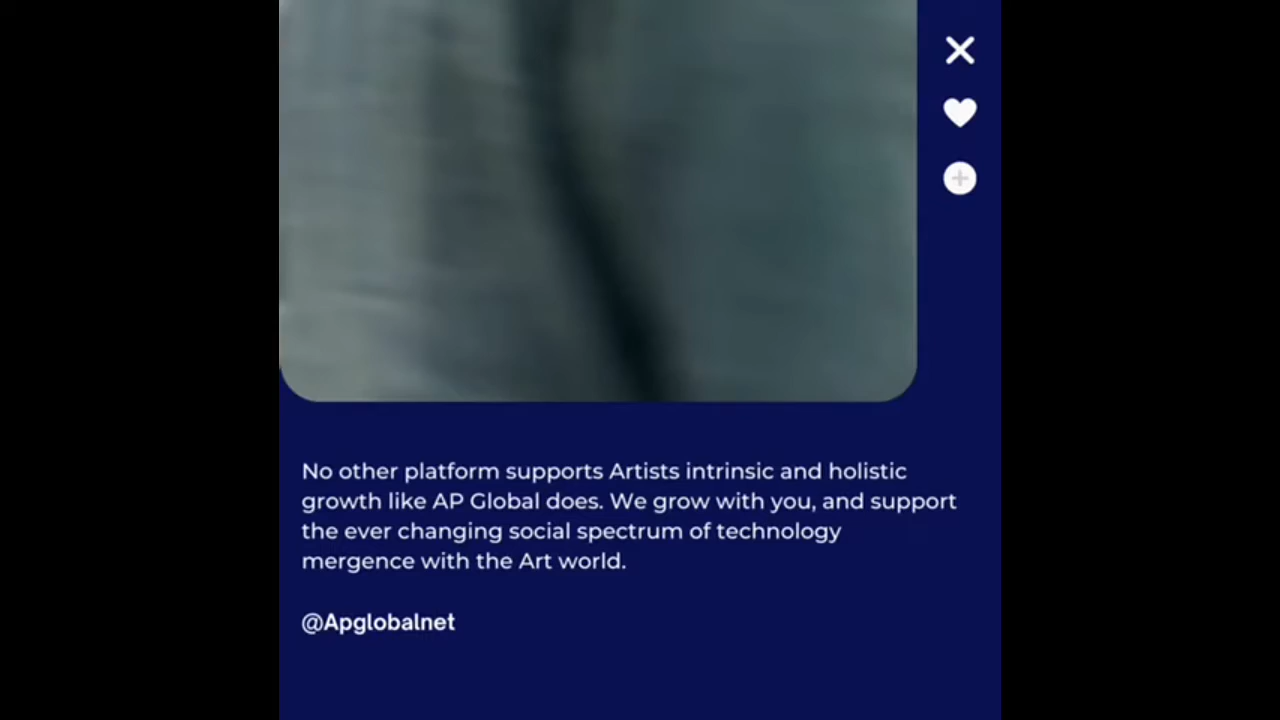 No other platform supports Artists intrinsic and holistic
growth like AP Global does. We grow with you, and support
the ever changing social spectrum of technology
mergence with the Art world.
@Apglobalnet